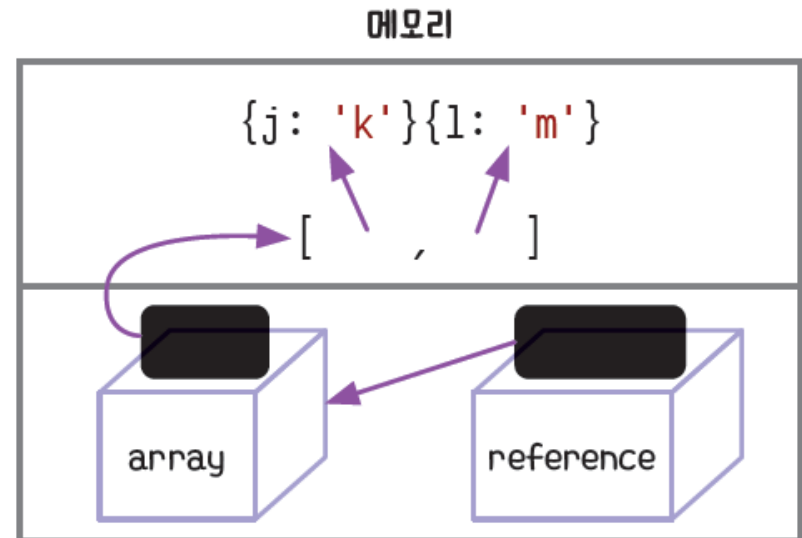 메모리
{j: 'k'}{l: 'm'}
[ , ]
array reference